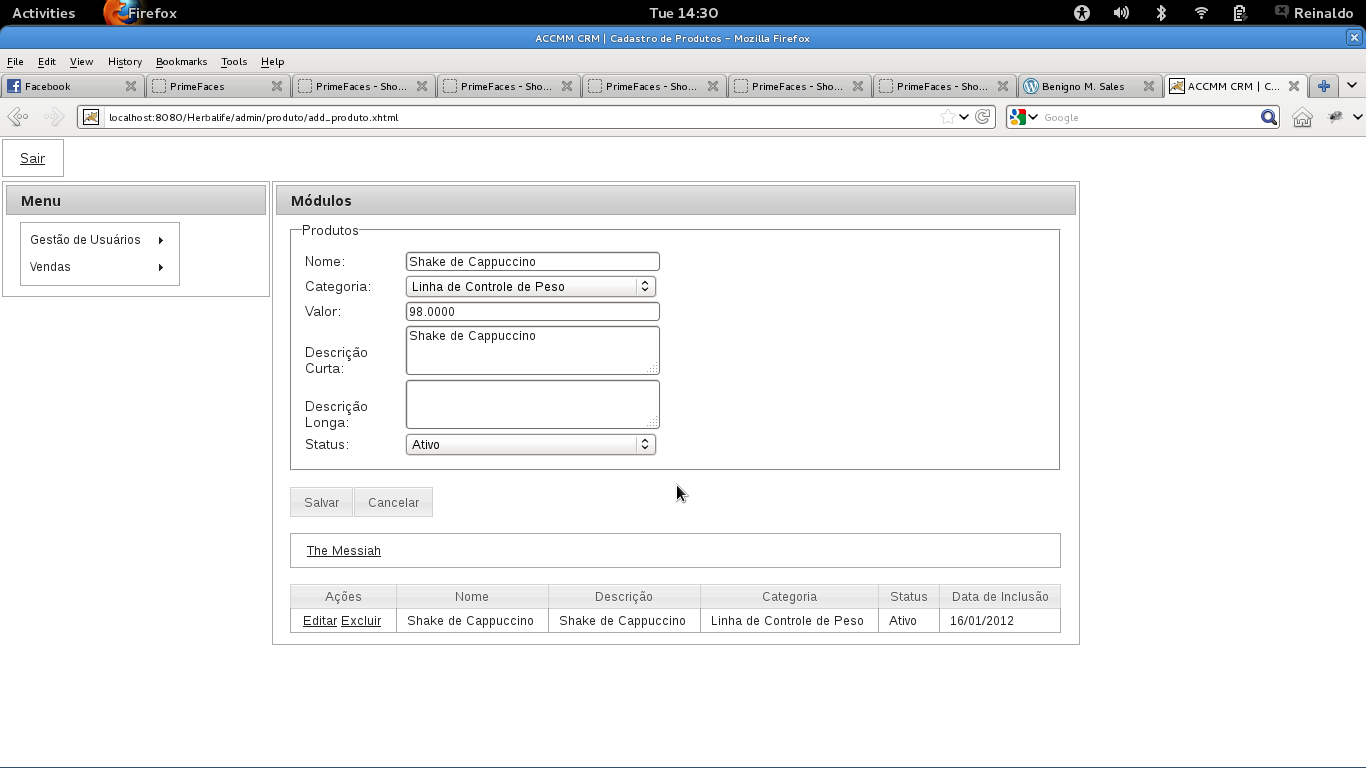 Activities Firefox Tue 14:30 Reinaldo
ACCMM CRM | Cadastro de Produtos - Mozilla Firefox
File Edit View History Bookmarks Tools Help
Facebook PrimeFaces PrimeFaces - Sho... PrimeFaces - Sho... PrimeFaces - Sho... PrimeFaces - Sho... PrimeFaces - Sho... Benigno M. Sales ACCMM CRM | C...
localhost:8080/Herbalife/admin/produto/add_produto.xhtml Google
Sair
Menu
Gestão de Usuários
Vendas
Módulos
Produtos
Nome: Shake de Cappuccino
Categoria: Linha de Controle de Peso
Valor: 98.0000
Shake de Cappuccino
Descrição
Curta:
Descrição
Longa:
Status: Ativo
Salvar Cancelar
The Messiah
Ações Nome Descrição Categoria Status Data de Inclusão
Editar Excluir Shake de Cappuccino Shake de Cappuccino Linha de Controle de Peso Ativo 16/01/2012